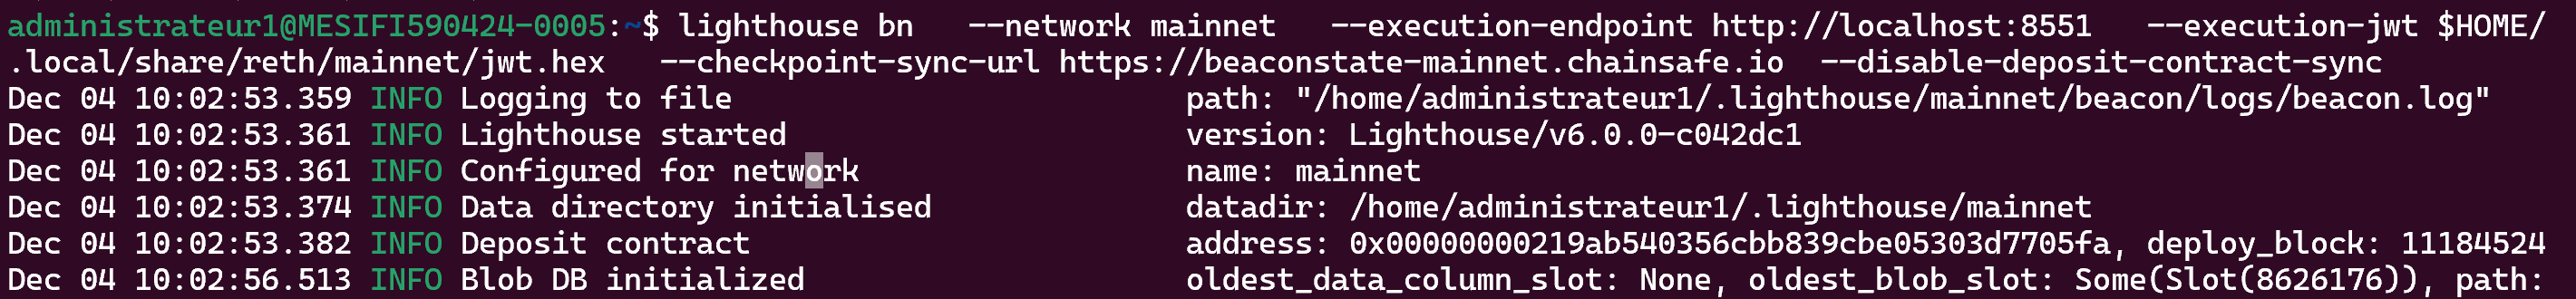 administrateur1@MESIFI590424-0005:~$ lighthouse bn   --network mainnet   --execution-endpoint http://localhost:8551   --execution-jwt $HOME/
.local/share/reth/mainnet/jwt.hex   --checkpoint-sync-url https://beaconstate-mainnet.chainsafe.io  --disable-deposit-contract-sync
Dec 04 10:02:53.359 INFO Logging to file                         path: "/home/administrateur1/.lighthouse/mainnet/beacon/logs/beacon.log"
Dec 04 10:02:53.361 INFO Lighthouse started                      version: Lighthouse/v6.0.0-c042dc1
Dec 04 10:02:53.361 INFO Configured for network                  name: mainnet
Dec 04 10:02:53.374 INFO Data directory initialised              datadir: /home/administrateur1/.lighthouse/mainnet
Dec 04 10:02:53.382 INFO Deposit contract                        address: 0x00000000219ab540356cbb839cbe05303d7705fa, deploy_block: 11184524
Dec 04 10:02:56.513 INFO Blob DB initialized                     oldest_data_column_slot: None, oldest_blob_slot: Some(Slot(8626176)), path: